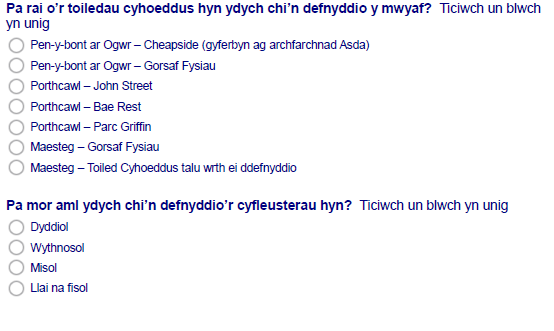 Pa rai o’r toiledau cyhoeddus hyn ydych chi’n defnyddio y mwyaf? Ticiwch un blwch
yn unig
Pen-y-bont ar Ogwr – Cheapside (gyferbyn ag archfarchnad Asda)
Pen-y-bont ar Ogwr – Gorsaf Fysiau
Porthcawl – John Street
Porthcawl – Bae Rest
Porthcawl – Parc Griffin
Maesteg – Gorsaf Fysiau
Maesteg – Toiled Cyhoeddus talu wrth ei ddefnyddio
Pa mor aml ydych chi’n defnyddio’r cyfleusterau hyn? Ticiwch un blwch yn unig
Dyddiol
Wythnosol
Misol
Llai na fisol